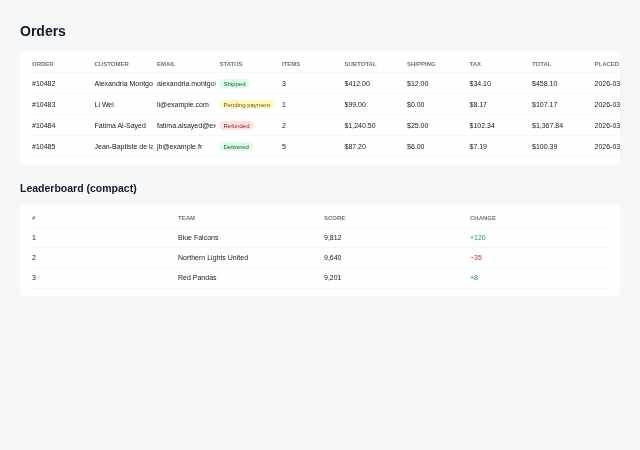 Orders
ORDER CUSTOMER EMAIL STATUS ITEMS SUBTOTAL SHIPPING TAX TOTAL PLACED
#10482 Alexandria Montgo alexandria.montgo Shipped 3 $412.00 $12.00 $34.10 $458.10 2026-03
#10483 Li Wei li@example.com Pending payment 1 $99.00 $0.00 $8.17 $107.17 2026-03
#10484 Fatima Al-Sayed fatima.alsayed@ex Refunded 2 $1,240.50 $25.00 $102.34 $1,367.84 2026-03
#10485 Jean-Baptiste de la jb@example.fr Delivered 5 $87.20 $6.00 $7.19 $100.39 2026-03
Leaderboard (compact)
# TEAM SCORE CHANGE
1 Blue Falcons 9,812 +120
2 Northern Lights United 9,640 −35
3 Red Pandas 9,201 +8